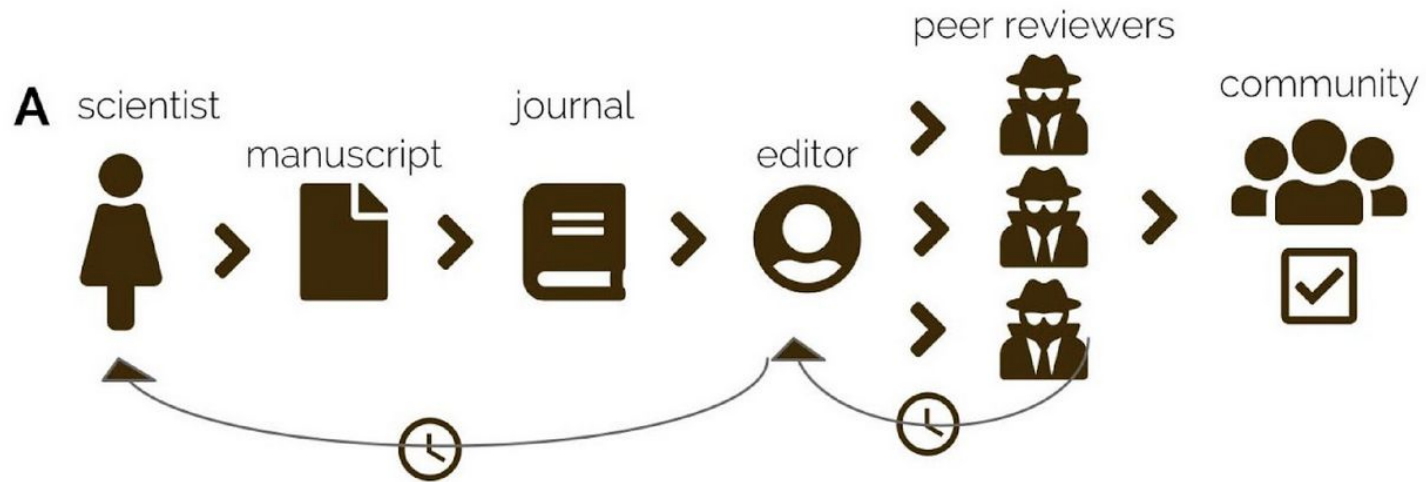 A
scientist
manuscript
journal
editor
peer reviewers
community